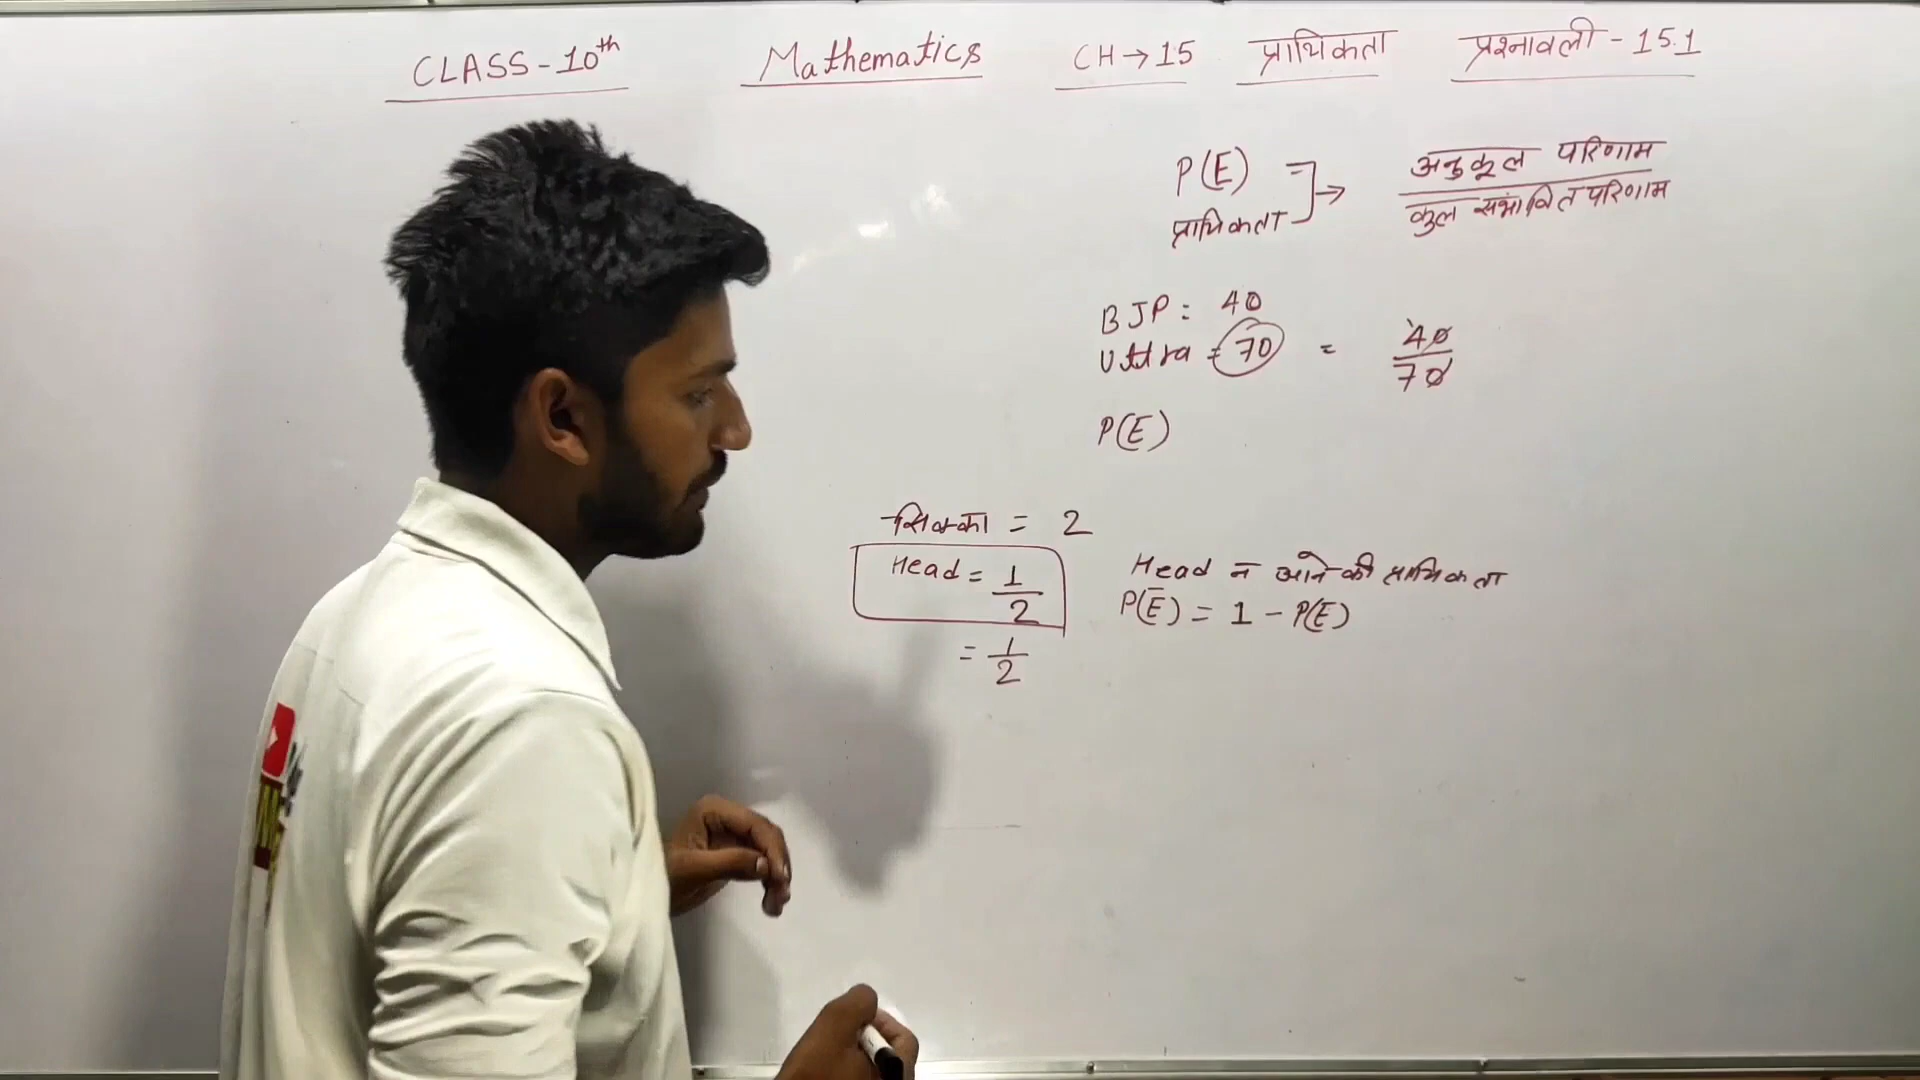 CLASS-10th Mathematics CH→15 प्राथिकता प्रश्नावली-15.1
P(E) = → अनुकूल परिणाम
प्राथिकता कुल संभावित परिणाम
BJP: 40
Uttra = 70 = 40/70
P(E)
सिक्का = 2
Head = 1/2
= 1/2
Head न आने की प्राथिकता
P(Ē) = 1 - P(E)